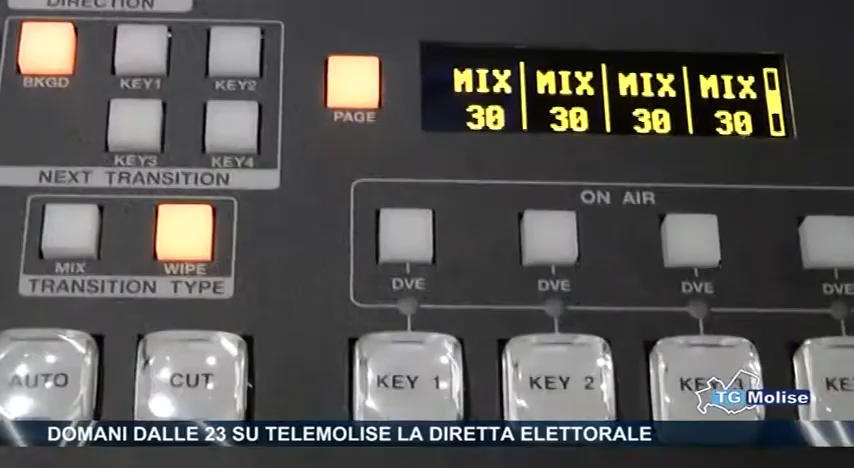 DIRECTION
BKGD KEY1 KEY2
KEY3 KEY4
NEXT TRANSITION
PAGE
MIX MIX MIX MIX
30 30 30 30
MIX WIPE
TRANSITION TYPE
ON AIR
DVE DVE DVE DVE
AUTO CUT KEY 1 KEY 2 KEY 3 KEY
TG Molise
DOMANI DALLE 23 SU TELEMOLISE LA DIRETTA ELETTORALE